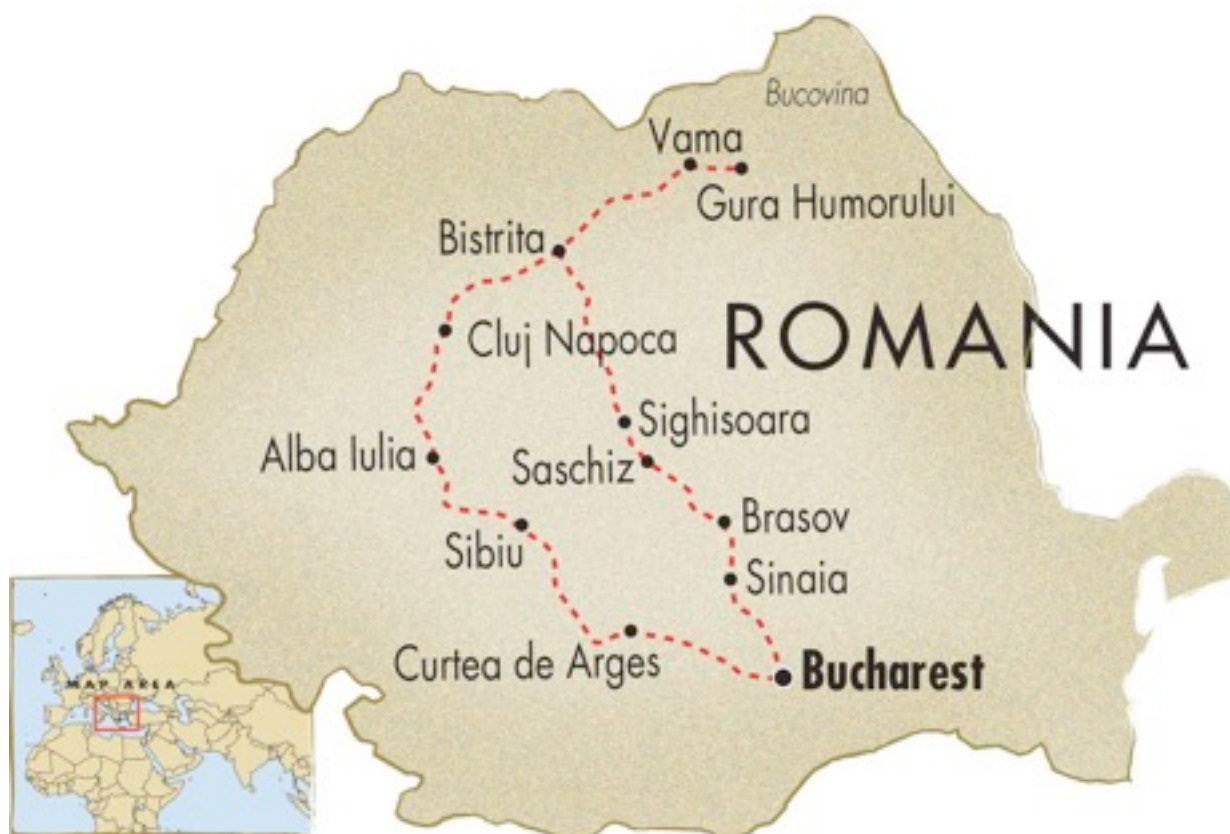 Bucovina
Vama
Gura Humorului
Bistrita
ROMANIA
Cluj Napoca
Sighisoara
Alba Iulia
Saschiz
Brasov
Sibiu
Sinaia
Curtea de Arges
Bucharest
MAP AREA